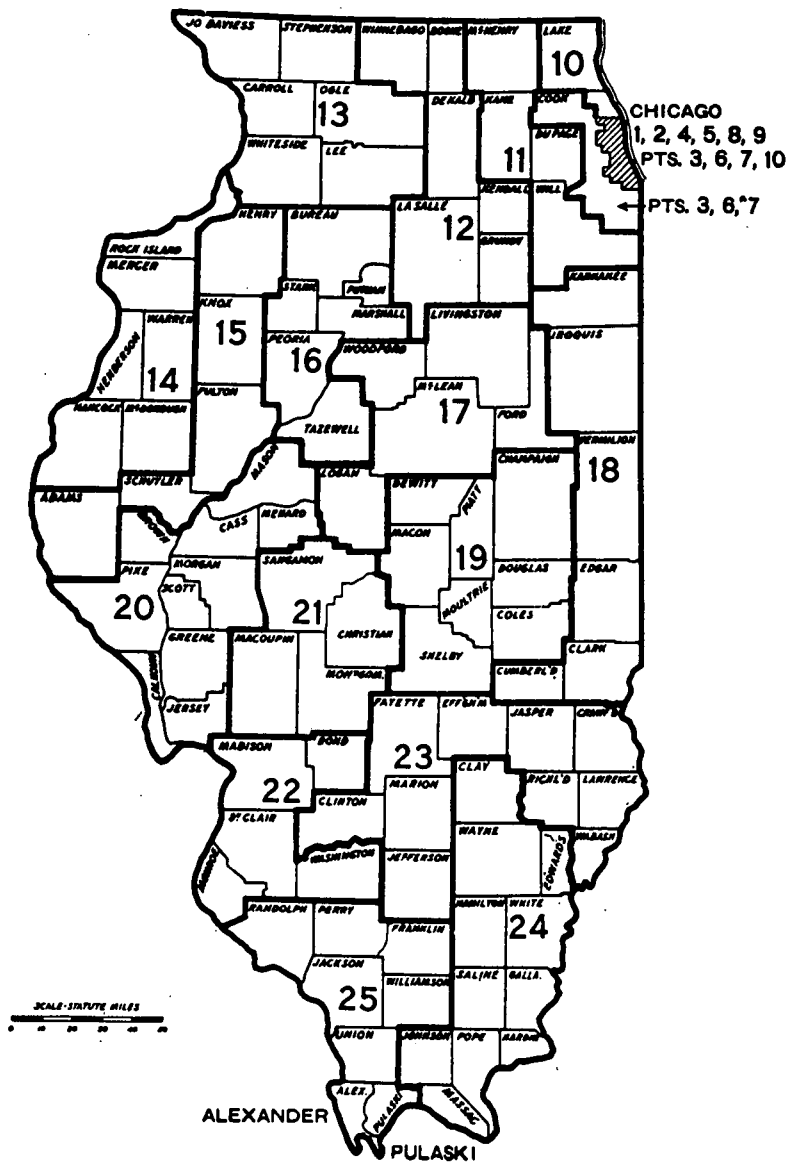 JO DAVIESS
STEPHENSON
WINNEBAGO
BOONE
McHENRY
LAKE
10
CARROLL
OGLE
13
DEKALB
KANE
COOK
CHICAGO
1, 2, 4, 5, 8, 9
PTS. 3, 6, 7, 10
DU PAGE
11
WHITESIDE
LEE
KENDALL
WILL
PTS. 3, 6, 7
HENRY
BUREAU
LA SALLE
12
GRUNDY
ROCK ISLAND
MERCER
KANKAKEE
STARK
PUTNAM
MARSHALL
KNOX
15
WARREN
HENDERSON
14
PEORIA
16
WOODFORD
LIVINGSTON
IROQUIS
HANCOCK
McDONOUGH
FULTON
TAZEWELL
McLEAN
17
FORD
VERMILION
18
ADAMS
SCHUYLER
MASON
LOGAN
DEWITT
PIATT
CHAMPAIGN
BROWN
CASS
MENARD
MACON
19
PIKE
20
MORGAN
SCOTT
SANGAMON
21
CHRISTIAN
MOULTRIE
DOUGLAS
EDGAR
COLES
GREENE
MACOUPIN
MONTGOM.
SHELBY
CUMBERL'D
CLARK
CALHOUN
JERSEY
FAYETTE
EFFGH'M
JASPER
CRAWF'D
MADISON
BOND
23
CLAY
RICHL'D
LAWRENCE
22
CLINTON
MARION
ST CLAIR
WAYNE
WABASH
EDWARDS
MONROE
WASHINGTON
JEFFERSON
RANDOLPH
PERRY
HAMILTON
WHITE
24
FRANKLIN
JACKSON
25
WILLIAMSON
SALINE
GALLA.
SCALE-STATUTE MILES
UNION
JOHNSON
POPE
HARDIN
ALEX.
PULASKI
MASSAC
ALEXANDER
PULASKI